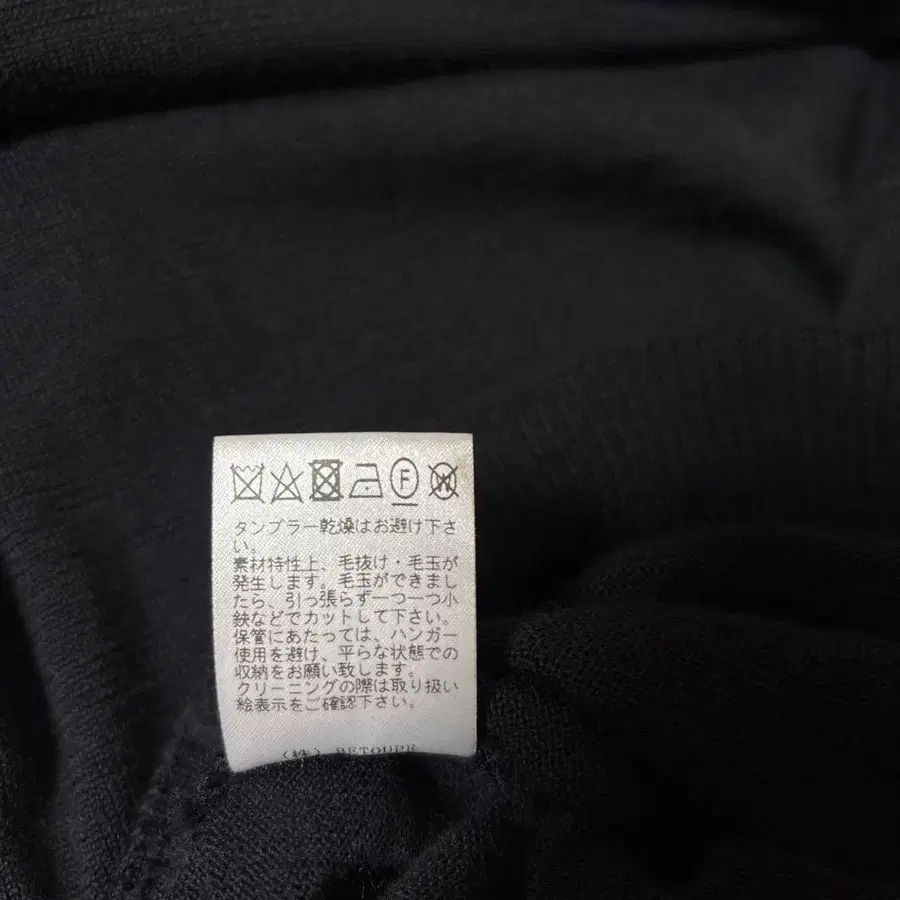 F W
タンブラー乾燥はお避け下さ
い。
素材特性上、毛抜け・毛玉が
発生します。毛玉ができまし
たら、引っ張らず一つ一つ小
鋏などでカットして下さい。
保管にあたっては、ハンガー
使用を避け、平らな状態での
収納をお願い致します。
クリーニングの際は取り扱い
絵表示をご確認下さい。
(株)